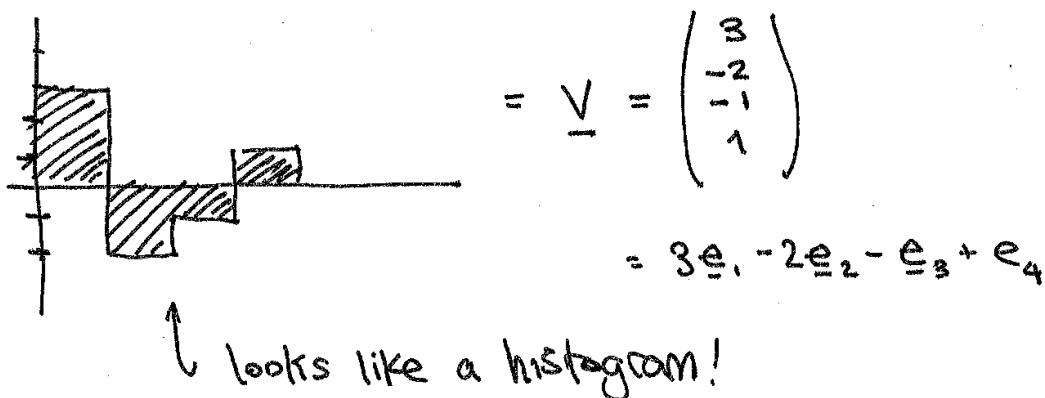 = V = ( 3 -2 -1 1 )
= 3e₁ - 2e₂ - e₃ + e₄
looks like a histogram!